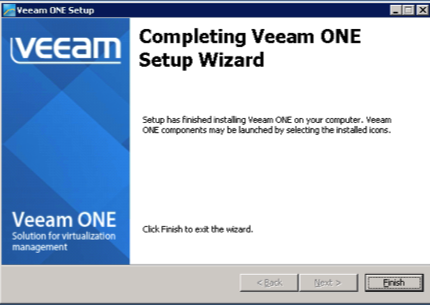 Veeam ONE Setup
veeam
Completing Veeam ONE
Setup Wizard
Setup has finished installing Veeam ONE on your computer. Veeam
ONE components may be launched by selecting the installed icons.
Veeam ONE
Solution for virtualization
management
Click Finish to exit the wizard.
< Back Next > Finish